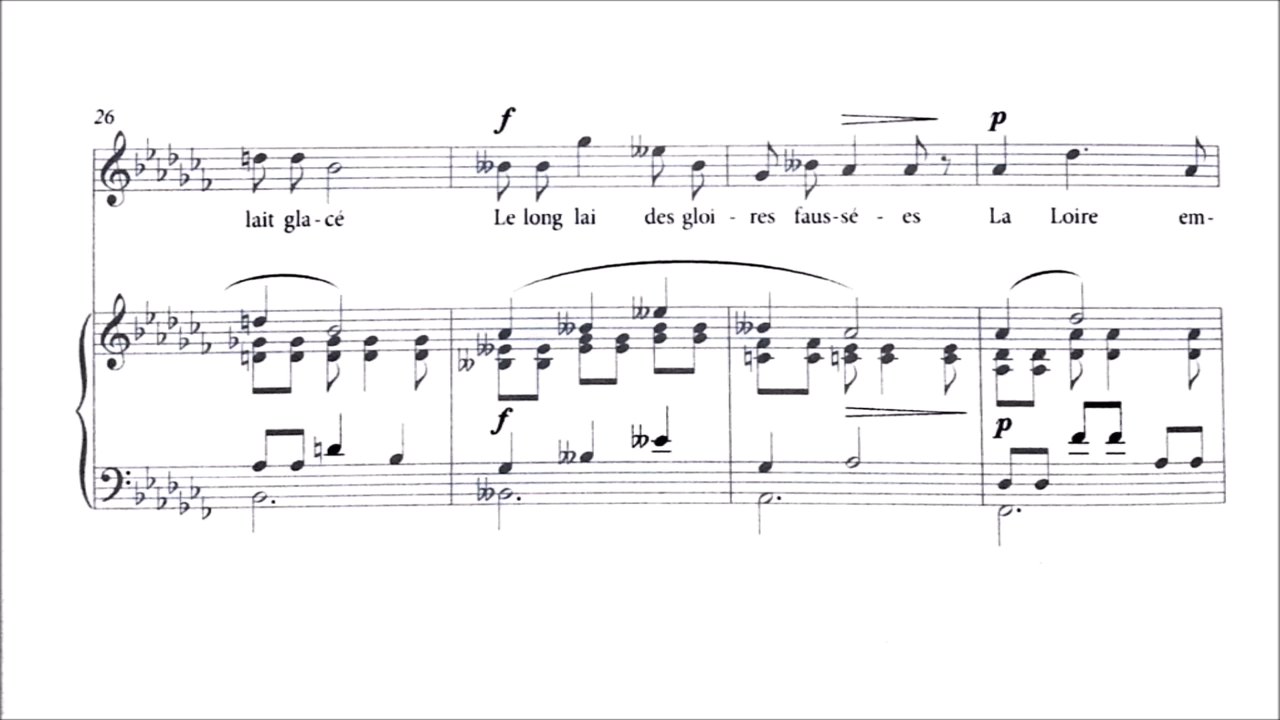 26
f
p
lait gla-cé Le long lai des gloi - res faus-sé - es La Loire em-
f
p